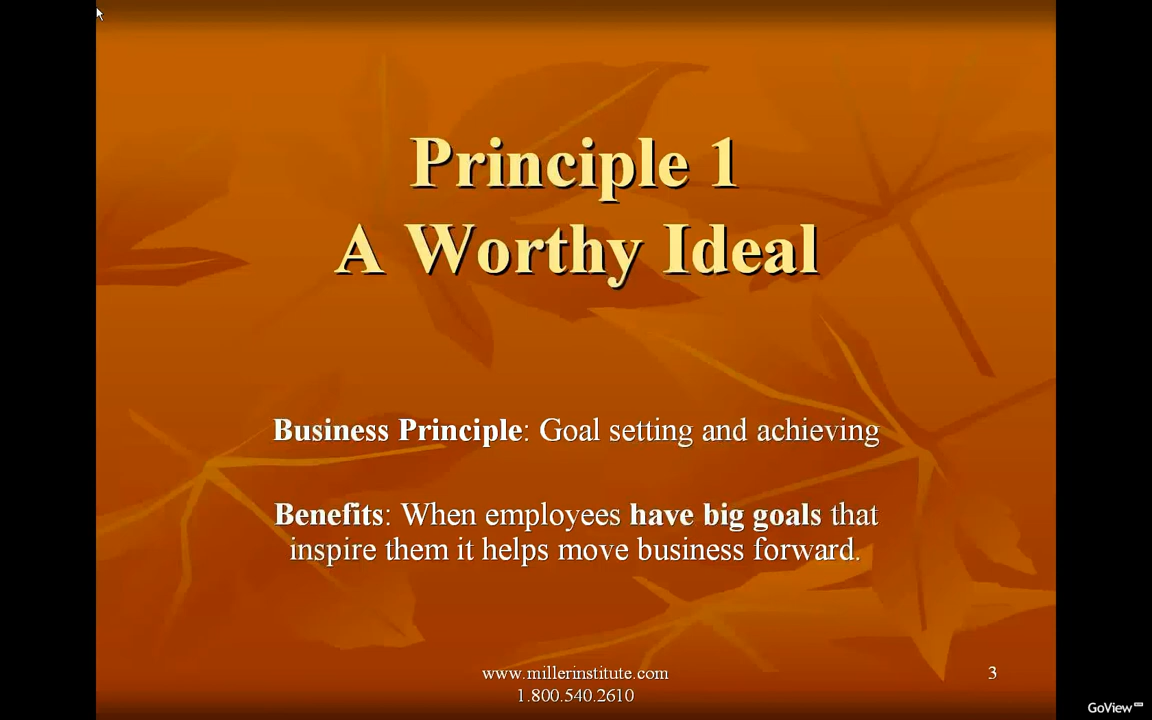 Principle 1
A Worthy Ideal
Business Principle: Goal setting and achieving
Benefits: When employees have big goals that
inspire them it helps move business forward.
www.millerinstitute.com
1.800.540.2610
3
GoView